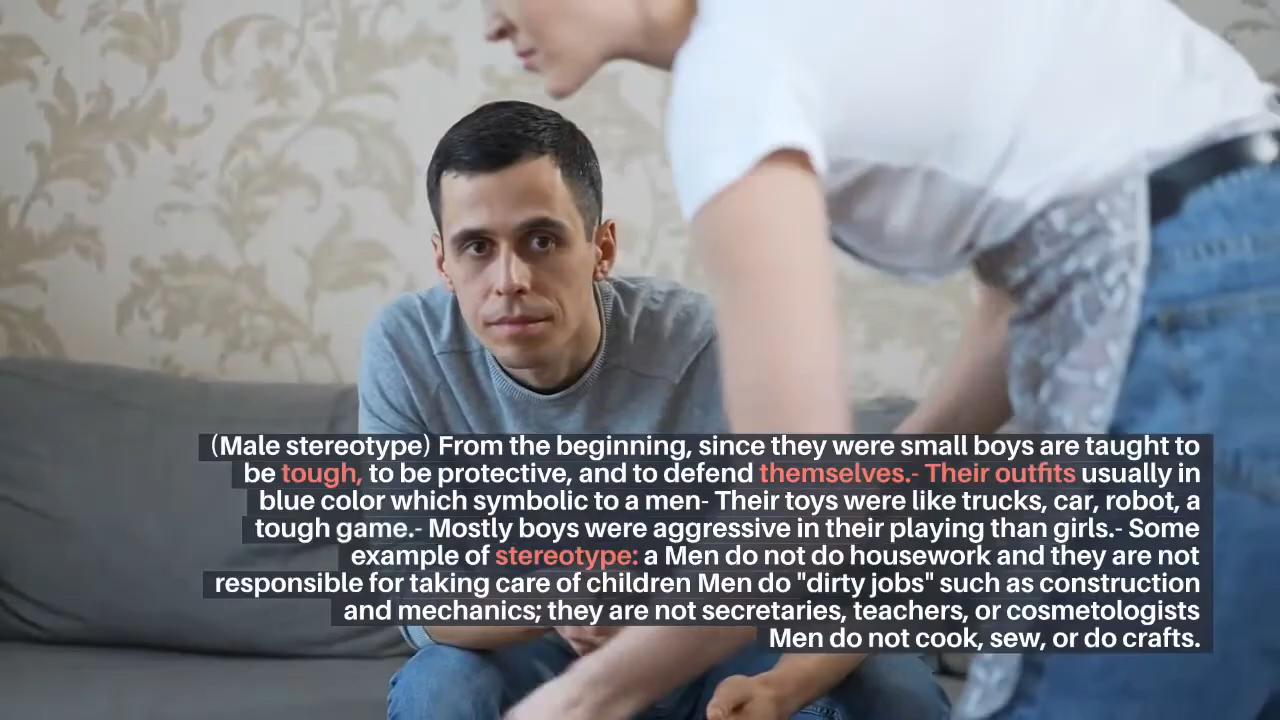 (Male stereotype) From the beginning, since they were small boys are taught to
be tough, to be protective, and to defend themselves.- Their outfits usually in
blue color which symbolic to a men- Their toys were like trucks, car, robot, a
tough game.- Mostly boys were aggressive in their playing than girls.- Some
example of stereotype: a Men do not do housework and they are not
responsible for taking care of children Men do "dirty jobs" such as construction
and mechanics; they are not secretaries, teachers, or cosmetologists
Men do not cook, sew, or do crafts.